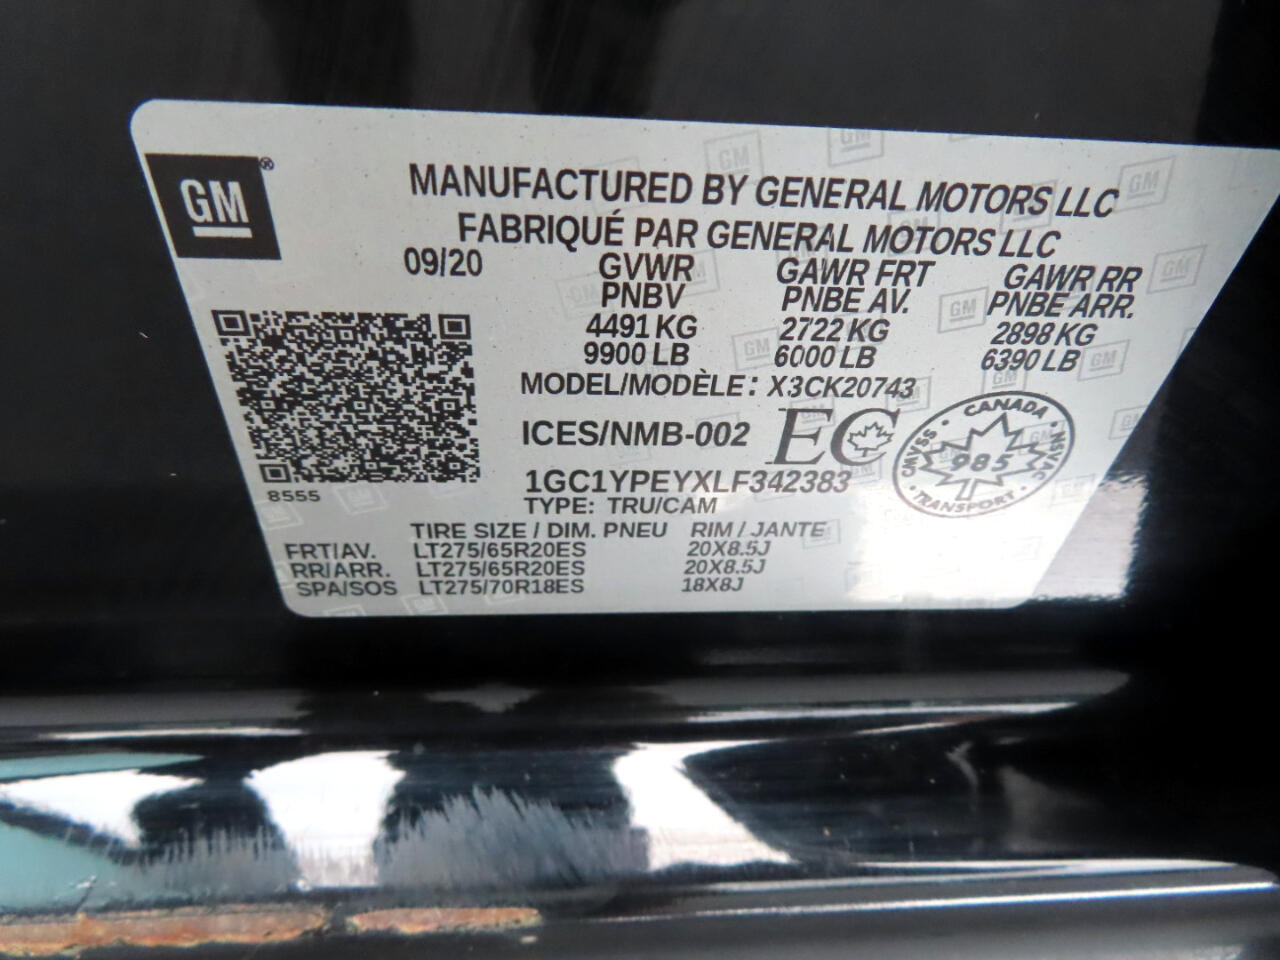 GM®
MANUFACTURED BY GENERAL MOTORS LLC
FABRIQUÉ PAR GENERAL MOTORS LLC
09/20 GVWR GAWR FRT GAWR RR
PNBV PNBE AV. PNBE ARR.
4491 KG 2722 KG 2898 KG
9900 LB 6000 LB 6390 LB
MODEL/MODÈLE: X3CK20743
ICES/NMB-002 EC
CANADA
CMVSS 985 NSVAC
TRANSPORT
1GC1YPEYXLF342383
8555
TYPE: TRU/CAM
TIRE SIZE / DIM. PNEU RIM / JANTE
FRT/AV. LT275/65R20ES 20X8.5J
RR/ARR. LT275/65R20ES 20X8.5J
SPA/SOS LT275/70R18ES 18X8J